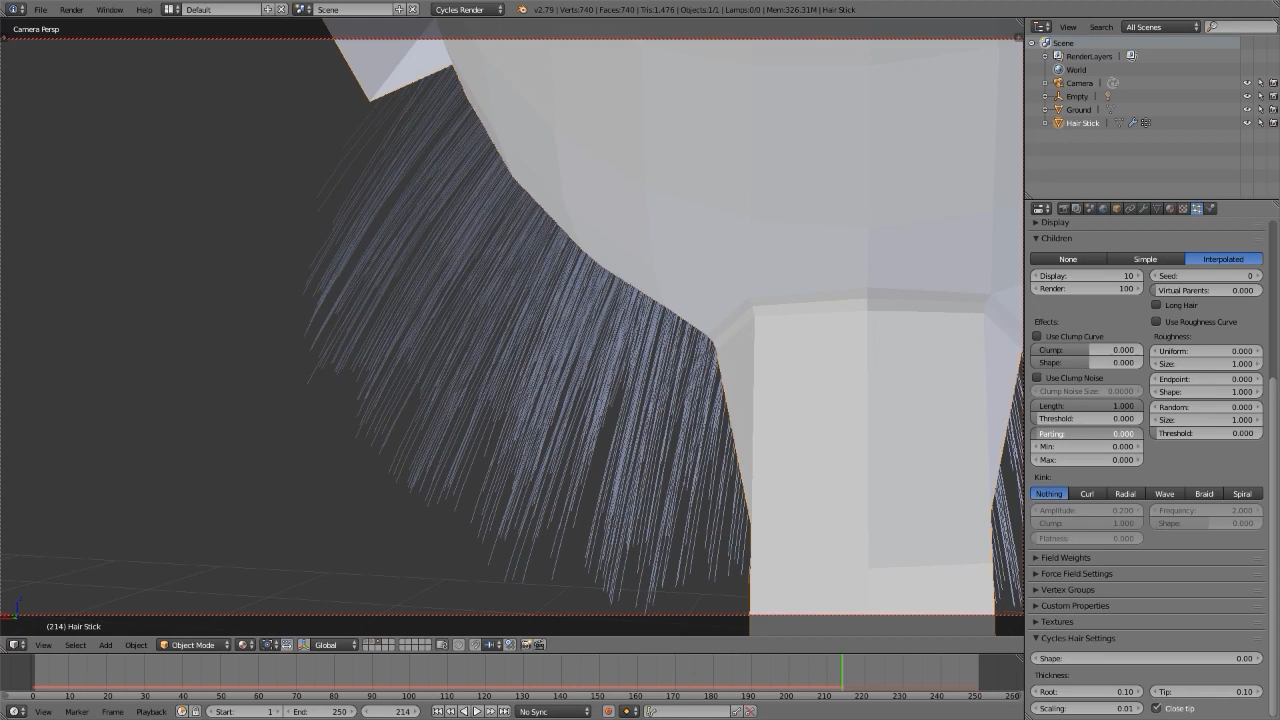 File Render Window Help Default Scene Cycles Render v2.79 | Verts:740 | Faces:740 | Tris:1,476 | Objects:1/1 | Lamps:0/0 | Mem:326.31M | Hair Stick
Camera Persp
View Search All Scenes
Scene
RenderLayers
World
Camera
Empty
Ground
Hair Stick
Display
Children
None Simple Interpolated
Display: 10 Seed: 0
Render: 100 Virtual Parents: 0.000
Long Hair
Effects: Use Roughness Curve
Use Clump Curve Roughness:
Clump: 0.000 Uniform: 0.000
Shape: 0.000 Size: 1.000
Use Clump Noise Endpoint: 0.000
Clump Noise Size: 0.0000 Shape: 1.000
Length: 1.000 Random: 0.000
Threshold: 0.000 Size: 1.000
Parting: 0.000 Threshold: 0.000
Min: 0.000
Max: 0.000
Kink:
Nothing Curl Radial Wave Braid Spiral
Amplitude: 0.200 Frequency: 2.000
Clump: 1.000 Shape: 0.000
Flatness: 0.000
Field Weights
Force Field Settings
Vertex Groups
Custom Properties
Textures
Cycles Hair Settings
Shape: 0.00
Thickness:
Root: 0.10 Tip: 0.10
Scaling: 0.01 Close tip
(214) Hair Stick
View Select Add Object Object Mode Global
0 10 20 30 40 50 60 70 80 90 100 110 120 130 140 150 160 170 180 190 200 210 220 230 240 250 260
View Marker Frame Playback Start: 1 End: 250 214 No Sync